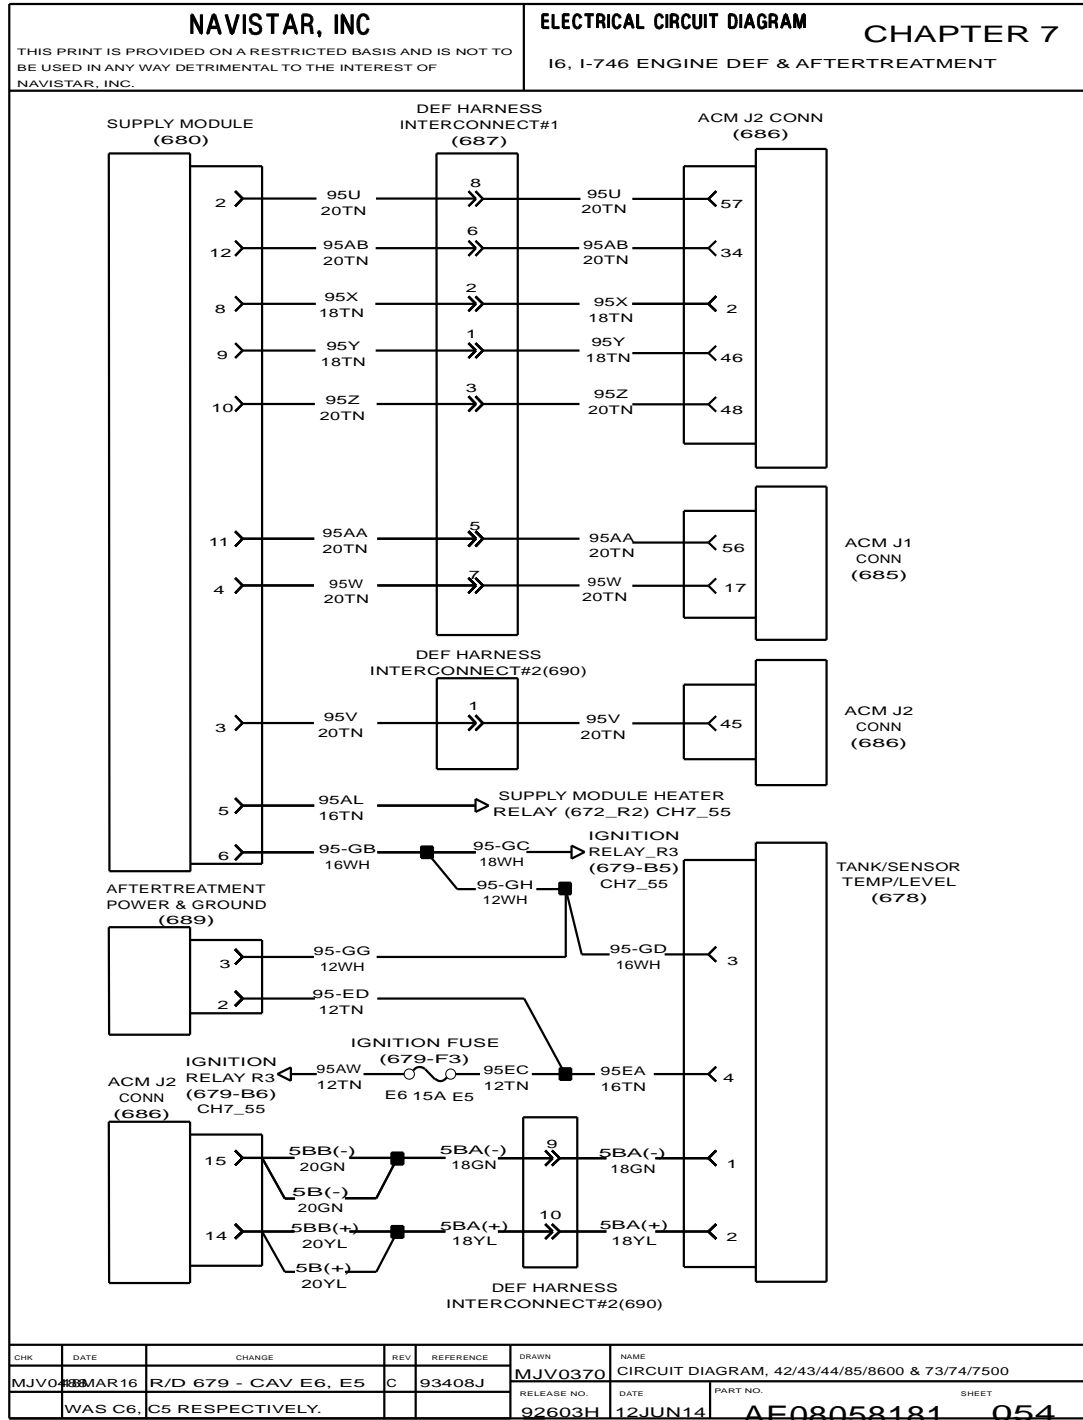 NAVISTAR, INC
THIS PRINT IS PROVIDED ON A RESTRICTED BASIS AND IS NOT TO
BE USED IN ANY WAY DETRIMENTAL TO THE INTEREST OF
NAVISTAR, INC.
ELECTRICAL CIRCUIT DIAGRAM
CHAPTER 7
I6, I-746 ENGINE DEF & AFTERTREATMENT
SUPPLY MODULE
(680)
DEF HARNESS
INTERCONNECT#1
(687)
ACM J2 CONN
(686)
2 95U 8 95U 57
20TN 20TN
12 95AB 6 95AB 34
20TN 20TN
8 95X 2 95X 2
18TN 18TN
9 95Y 1 95Y 46
18TN 18TN
10 95Z 3 95Z 48
20TN 20TN
11 95AA 5 95AA 56
20TN 20TN
4 95W 7 95W 17
20TN 20TN
ACM J1
CONN
(685)
DEF HARNESS
INTERCONNECT#2(690)
3 95V 1 95V 45
20TN 20TN
ACM J2
CONN
(686)
5 95AL
16TN
SUPPLY MODULE HEATER
RELAY (672_R2) CH7_55
6 95-GB 95-GC
16WH 18WH
IGNITION
RELAY_R3
(679-B5)
CH7_55
95-GH
12WH
TANK/SENSOR
TEMP/LEVEL
(678)
AFTERTREATMENT
POWER & GROUND
(689)
3 95-GG 95-GD 3
12WH 16WH
2 95-ED
12TN
IGNITION FUSE
(679-F3)
IGNITION
RELAY R3
(679-B6)
CH7_55
95AW 95EC 95EA 4
12TN 12TN 16TN
E6 15A E5
ACM J2
CONN
(686)
15 5BB(-) 5BA(-) 9 5BA(-) 1
20GN 18GN 18GN
5B(-)
20GN
14 5BB(+) 5BA(+) 10 5BA(+) 2
20YL 18YL 18YL
5B(+)
20YL
DEF HARNESS
INTERCONNECT#2(690)
CHK DATE CHANGE REV REFERENCE DRAWN NAME
MAR16 R/D 679 - CAV E6, E5 C 93408J MJV0370 CIRCUIT DIAGRAM, 42/43/44/85/8600 & 73/74/7500
WAS C6, C5 RESPECTIVELY.
RELEASE NO. DATE PART NO. SHEET
92603H 12JUN14 AE08058181 054